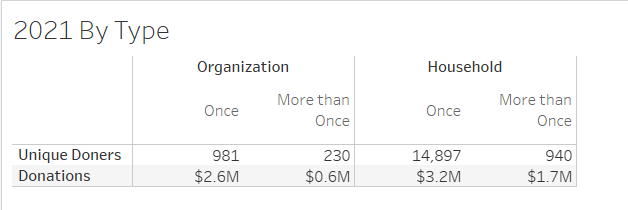 2021 By Type
Organization Household
Once More than Once Once More than Once
Unique Doners 981 230 14,897 940
Donations $2.6M $0.6M $3.2M $1.7M